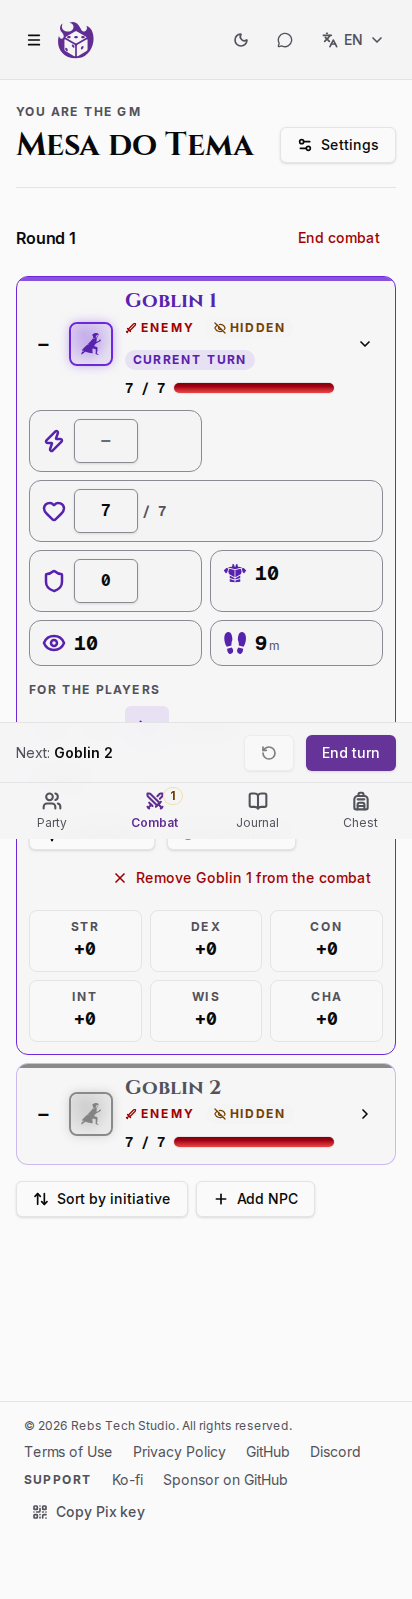 EN
YOU ARE THE GM
Mesa do Tema
Settings
Round 1
End combat
Goblin 1
ENEMY HIDDEN
CURRENT TURN
–
7 / 7
–
7 / 7
0
10
10
9 m
FOR THE PLAYERS
Next: Goblin 2
End turn
Party
Combat 1
Journal
Chest
Remove Goblin 1 from the combat
STR DEX CON
+0 +0 +0
INT WIS CHA
+0 +0 +0
Goblin 2
– ENEMY HIDDEN
7 / 7
Sort by initiative
Add NPC
© 2026 Rebs Tech Studio. All rights reserved.
Terms of Use Privacy Policy GitHub Discord
SUPPORT Ko-fi Sponsor on GitHub
Copy Pix key